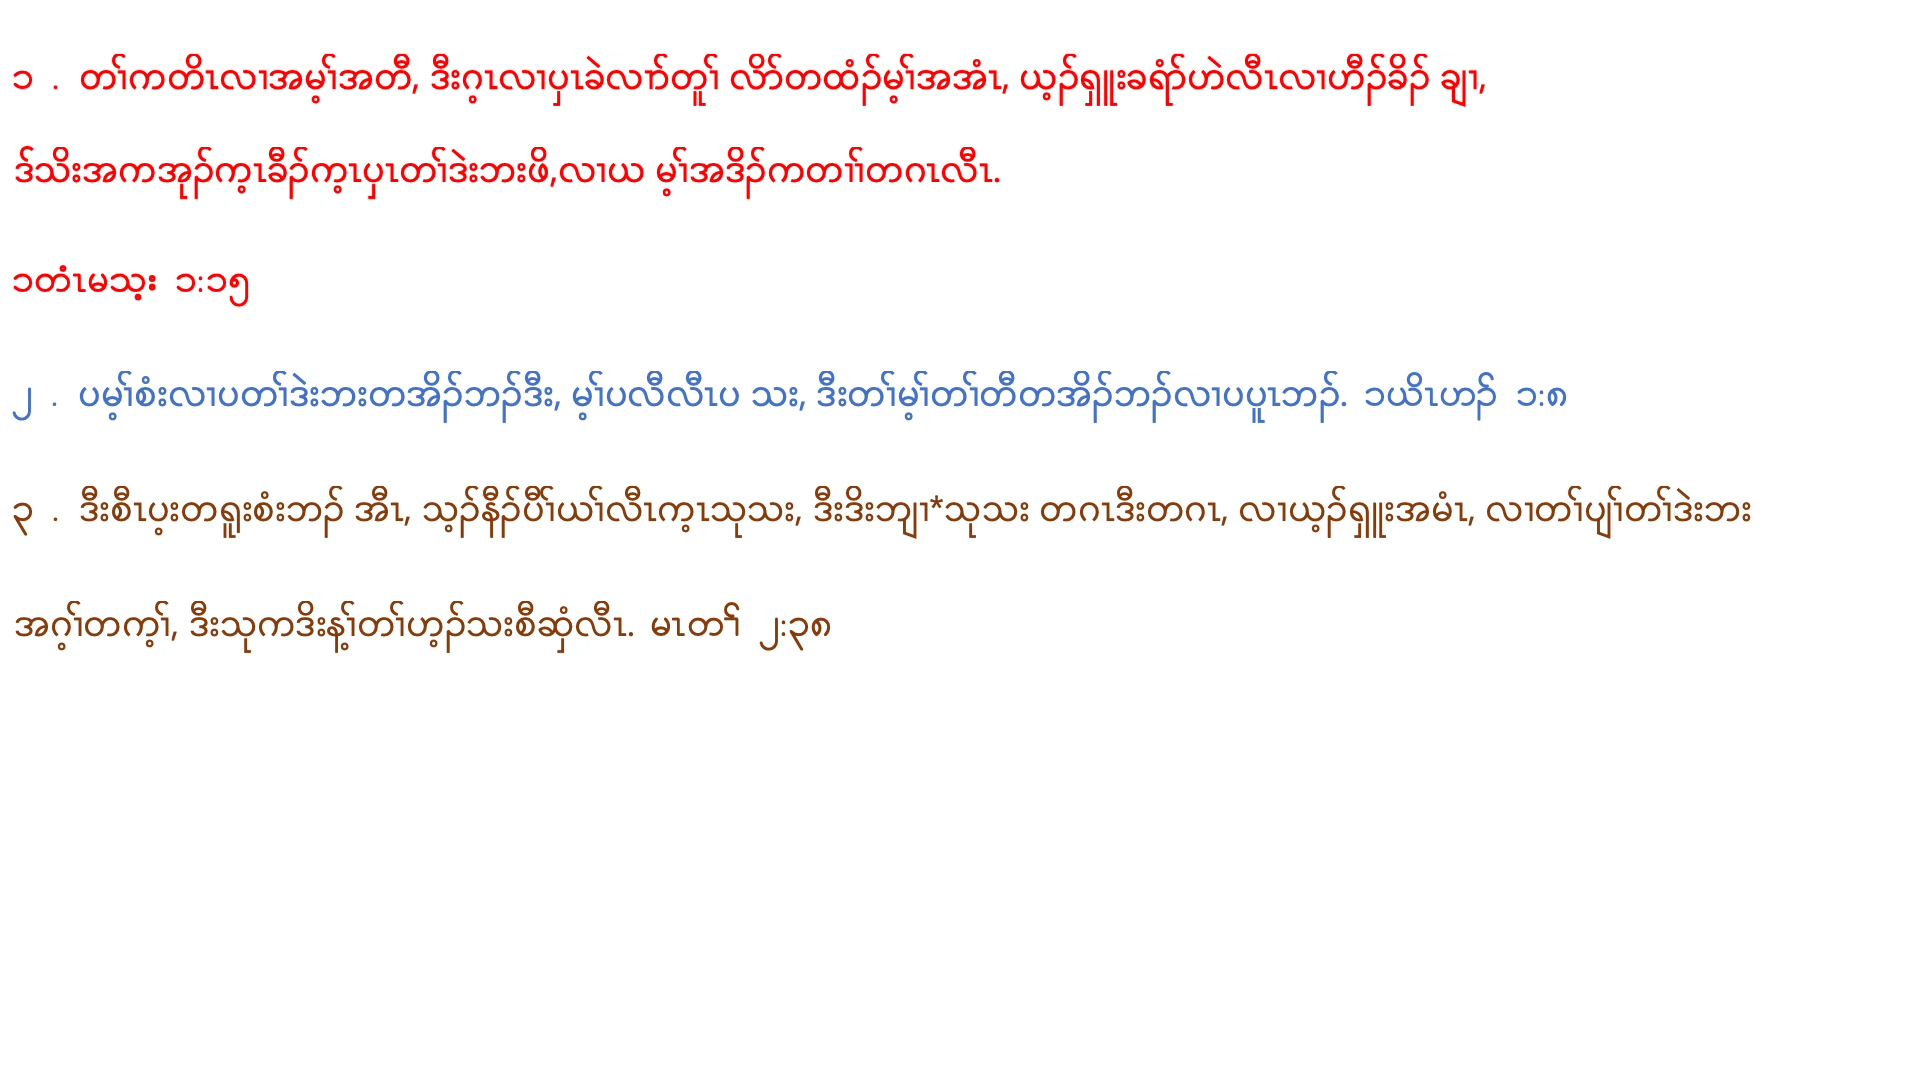 ၁ . တၢ်ကတိၤလၢအမ့ၢ်အတီ, ဒီးဂ့ၤလၢပှၤခဲလၢာ်တူၢ် လိာ်တထံၣ်မ့ၢ်အအံၤ, ယ့ၣ်ရှူးခရံာ်ဟဲလီၤလၢဟီၣ်ခိၣ် ချၢ,
ဒ်သိးအကအုၣ်က့ၤခီၣ်က့ၤပှၤတၢ်ဒဲးဘးဖိ,လၢယ မ့ၢ်အဒိၣ်ကတၢၢ်တဂၤလီၤ.
၁တံၤမသ့း ၁:၁၅
၂ . ပမ့ၢ်စံးလၢပတၢ်ဒဲးဘးတအိၣ်ဘၣ်ဒီး, မ့ၢ်ပလီလီၤပ သး, ဒီးတၢ်မ့ၢ်တၢ်တီတအိၣ်ဘၣ်လၢပပူၤဘၣ်. ၁ယိၤဟၣ် ၁:၈
၃ . ဒီးစီၤပ့းတရူးစံးဘၣ် အီၤ, သ့ၣ်နီၣ်ပီၢ်ယၢ်လီၤက့ၤသုသး, ဒီးဒိးဘျၢ*သုသး တဂၤဒီးတဂၤ, လၢယ့ၣ်ရှူးအမံၤ, လၢတၢ်ပျၢ်တၢ်ဒဲးဘး
အဂ့ၢ်တက့ၢ်, ဒီးသုကဒိးန့ၢ်တၢ်ဟ့ၣ်သးစီဆှံလီၤ. မၤတၢ် ၂:၃၈